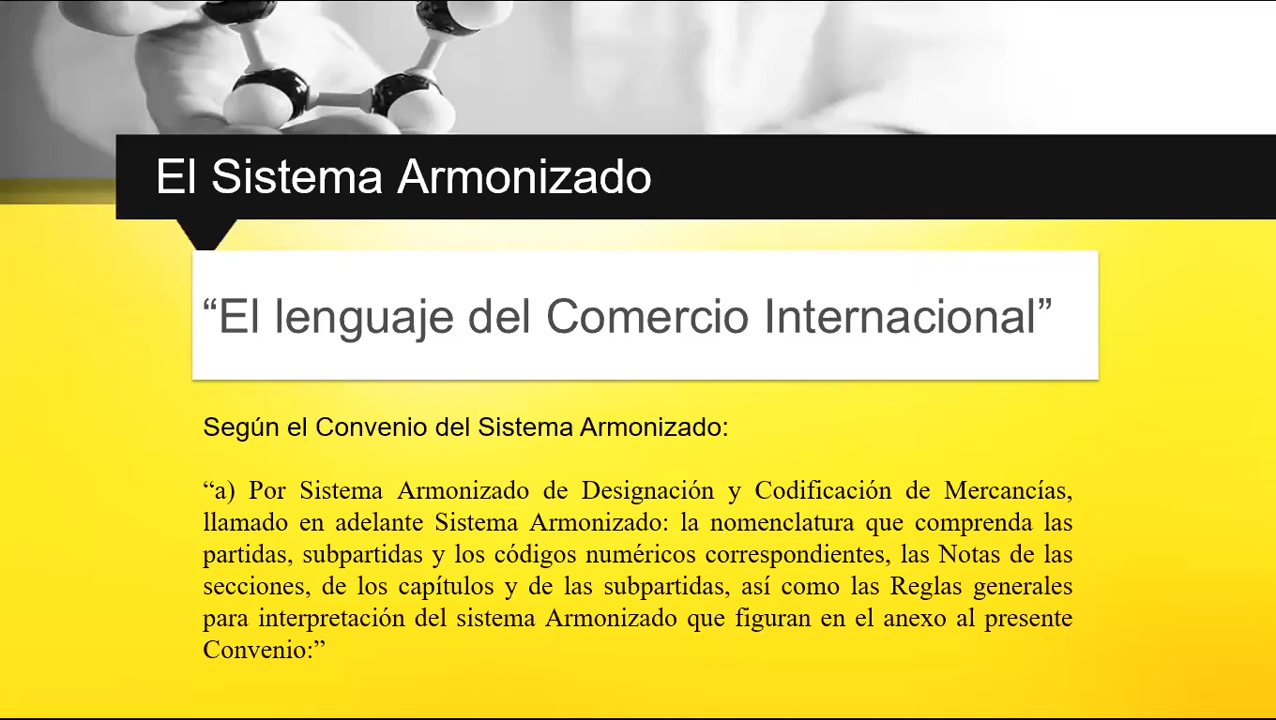 El Sistema Armonizado
“El lenguaje del Comercio Internacional”
Según el Convenio del Sistema Armonizado:
“a) Por Sistema Armonizado de Designación y Codificación de Mercancías,
llamado en adelante Sistema Armonizado: la nomenclatura que comprenda las
partidas, subpartidas y los códigos numéricos correspondientes, las Notas de las
secciones, de los capítulos y de las subpartidas, así como las Reglas generales
para interpretación del sistema Armonizado que figuran en el anexo al presente
Convenio:”